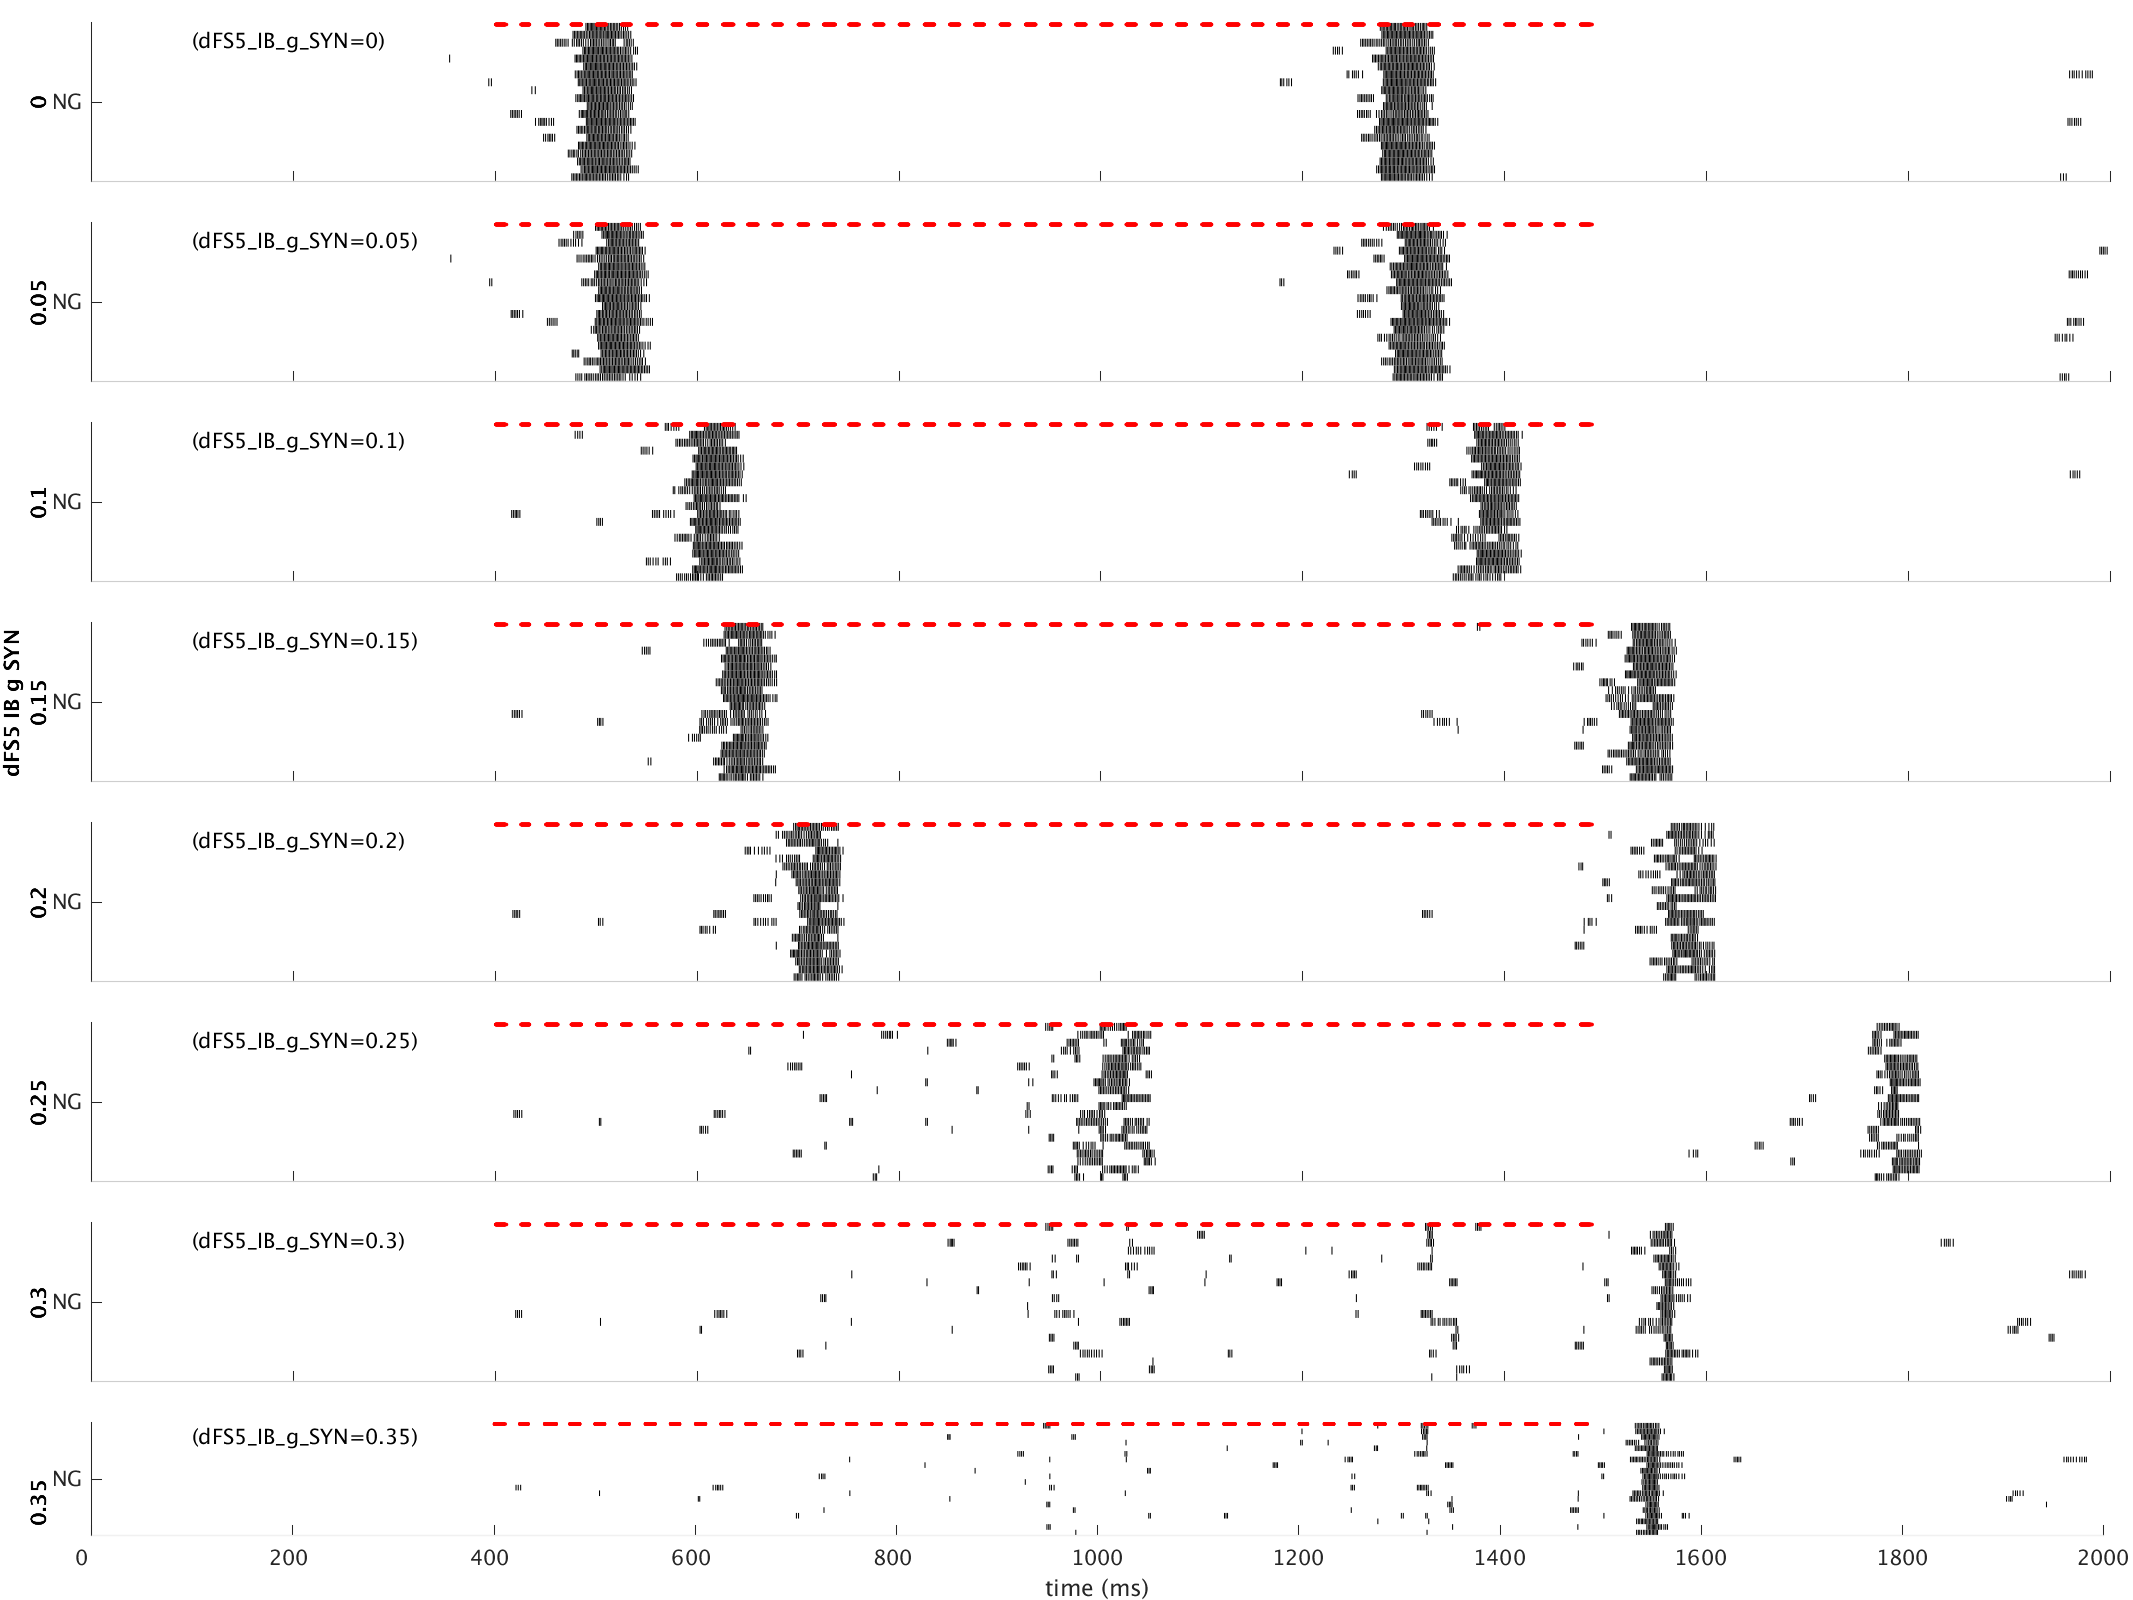 (dFS5_IB_g_SYN=0)
0 NG
(dFS5_IB_g_SYN=0.05)
0.05 NG
(dFS5_IB_g_SYN=0.1)
0.1 NG
(dFS5_IB_g_SYN=0.15)
dFS5 IB g SYN
0.15 NG
(dFS5_IB_g_SYN=0.2)
0.2 NG
(dFS5_IB_g_SYN=0.25)
0.25 NG
(dFS5_IB_g_SYN=0.3)
0.3 NG
(dFS5_IB_g_SYN=0.35)
0.35 NG
0 200 400 600 800 1000 1200 1400 1600 1800 2000
time (ms)